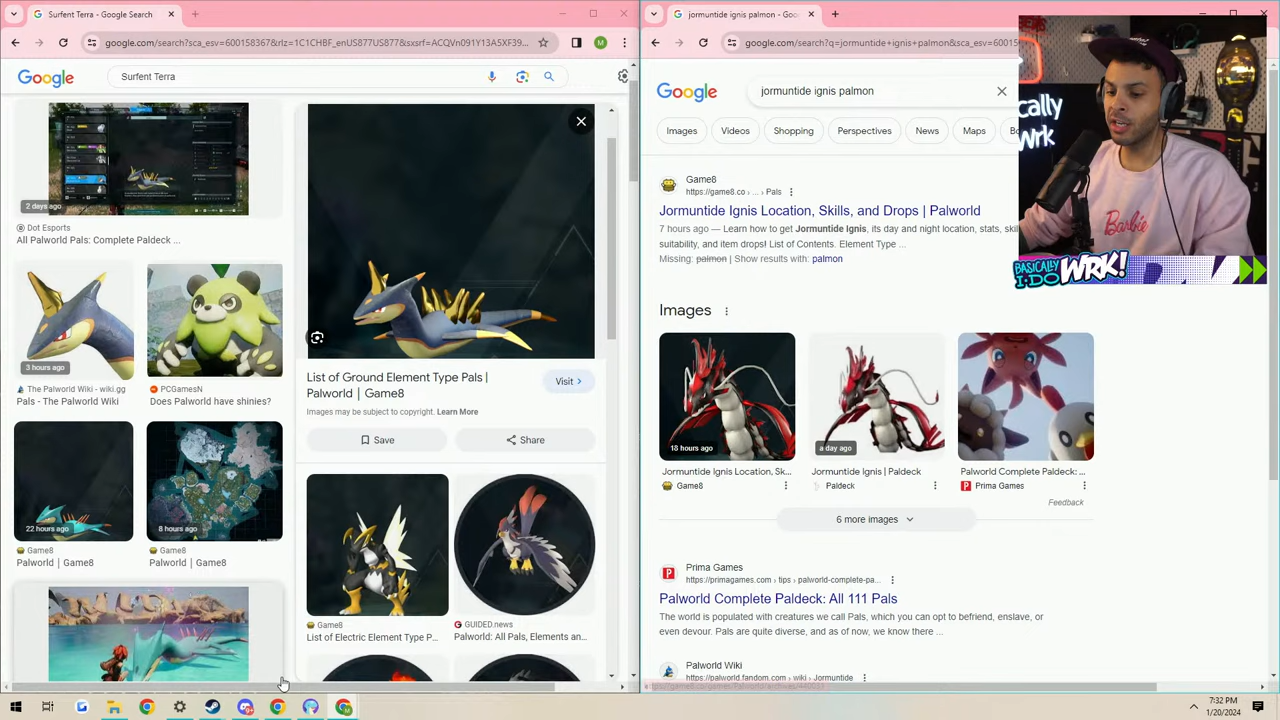 Surfent Terra - Google Search
google.com/search?sca_esv=600158367&rlz=1C1CHBF_enUS877US877&sxsrf=ACQVn091Y13A5XF39...
M
Google
Surfent Terra
2 days ago
Dot Esports
All Palworld Pals: Complete Paldeck ...
3 hours ago
The Palworld Wiki - wiki.gg
Pals - The Palworld Wiki
PCGamesN
Does Palworld have shinies?
22 hours ago
Game8
Palworld | Game8
8 hours ago
Game8
Palworld | Game8
List of Ground Element Type Pals |
Palworld | Game8
Visit
Images may be subject to copyright. Learn More
Save
Share
Game8
List of Electric Element Type P...
GUIDED.news
Palworld: All Pals, Elements an...
jormuntide ignis palmon - Goo
google.com/search?q=jormuntide+ignis+palmon&sca_esv=60015
Google
jormuntide ignis palmon
Images
Videos
Shopping
Perspectives
News
Maps
Bo
Game8
https://game8.co › ... › Pals
Jormuntide Ignis Location, Skills, and Drops | Palworld
7 hours ago — Learn how to get Jormuntide Ignis, its day and night location, stats, skil
suitability, and item drops! List of Contents. Element Type ...
Missing: palmon | Show results with: palmon
Images
18 hours ago
Jormuntide Ignis Location, Sk...
Game8
a day ago
Jormuntide Ignis | Paldeck
Paldeck
Palworld Complete Paldeck: ...
Prima Games
Feedback
6 more images
Prima Games
https://primagames.com › tips › palworld-complete-pa...
Palworld Complete Paldeck: All 111 Pals
The world is populated with creatures we call Pals, which you can opt to befriend, enslave, or
even devour. Pals are quite diverse, and as of now, we know there ...
Palworld Wiki
https://palworld.fandom.com › wiki › Jormuntide
cally
Wrk
Barbie
BASICALLY
I·DO
WRK!
7:32 PM
1/20/2024